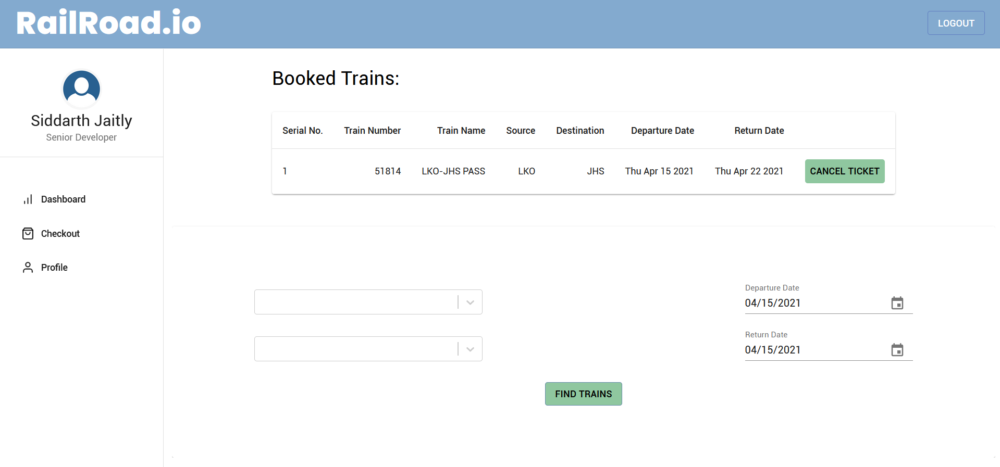 RailRoad.io
LOGOUT
Siddarth Jaitly
Senior Developer
Dashboard
Checkout
Profile
Booked Trains:
Serial No. Train Number Train Name Source Destination Departure Date Return Date
1 51814 LKO-JHS PASS LKO JHS Thu Apr 15 2021 Thu Apr 22 2021 CANCEL TICKET
Departure Date
04/15/2021
Return Date
04/15/2021
FIND TRAINS